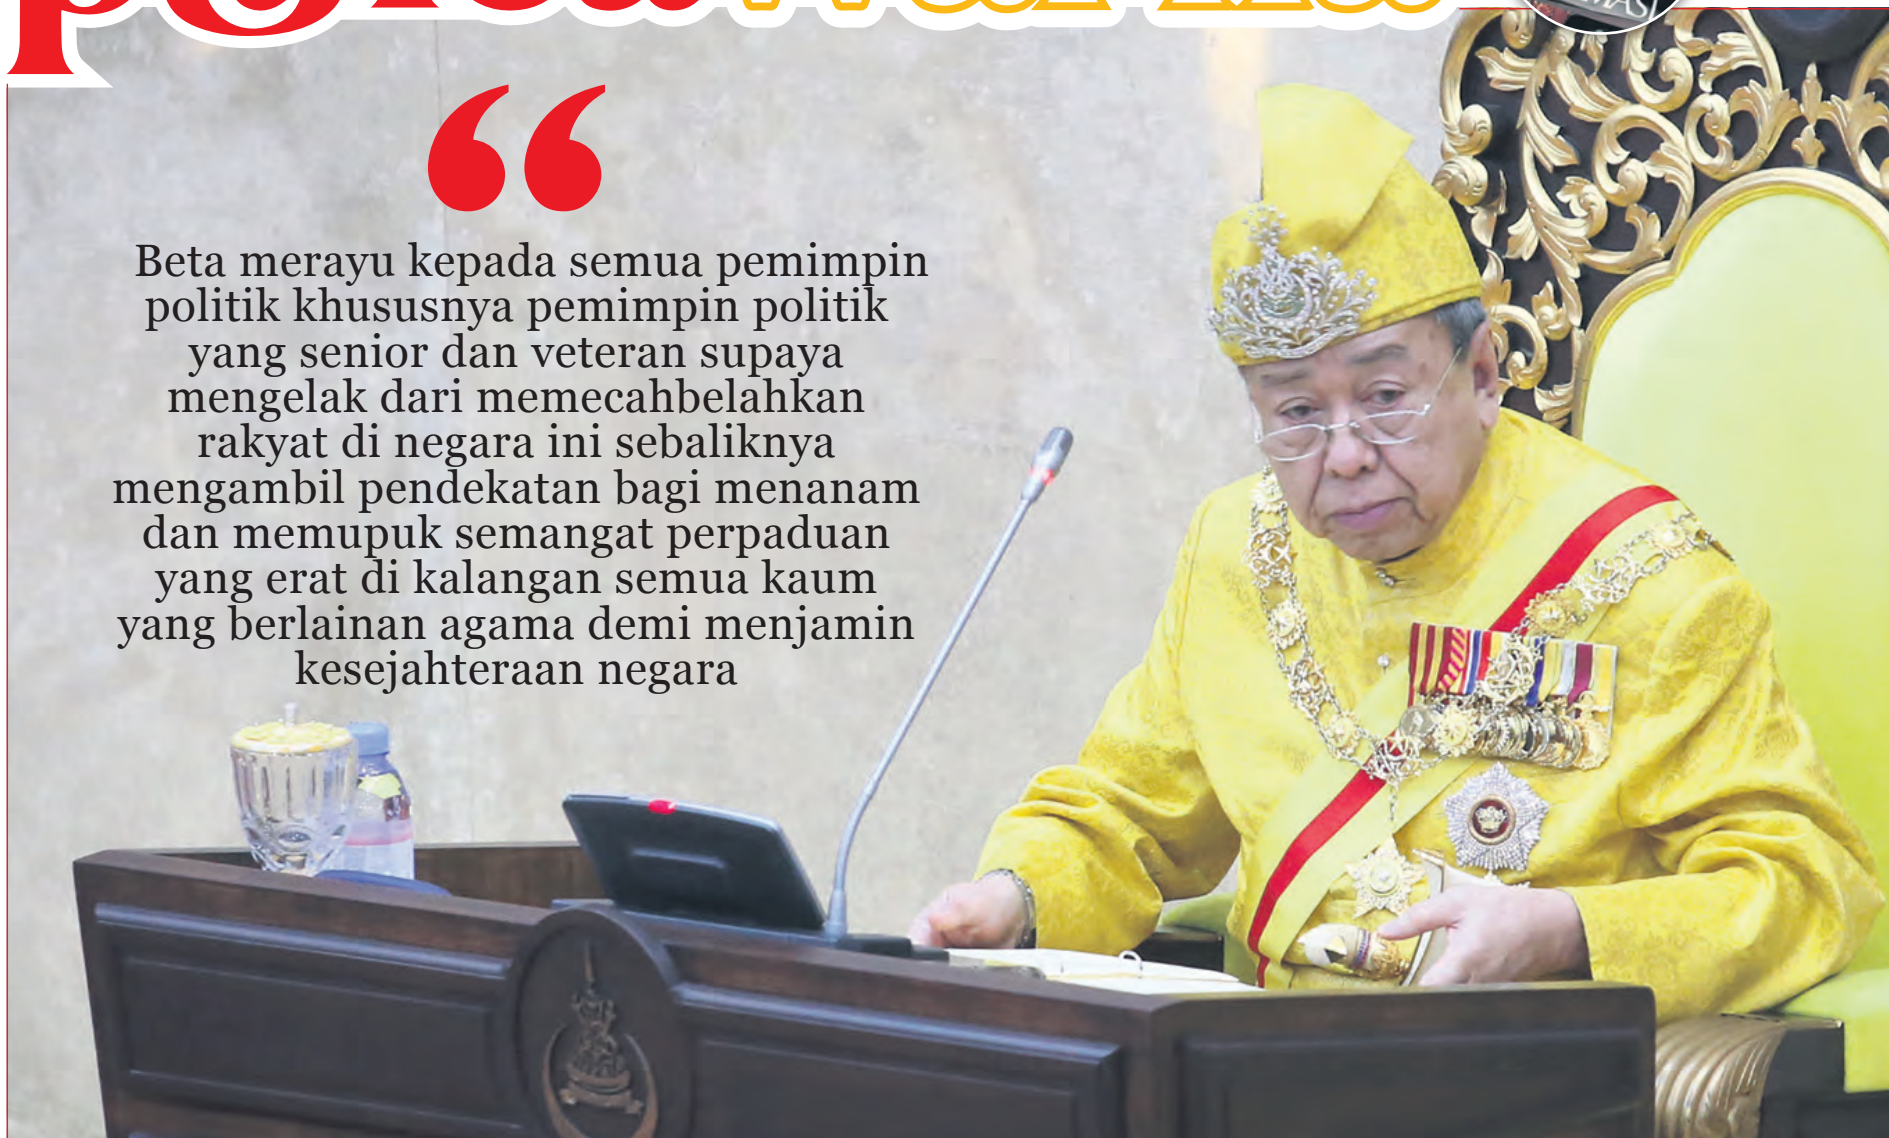 Beta merayu kepada semua pemimpin
politik khususnya pemimpin politik
yang senior dan veteran supaya
mengelak dari memecahbelahkan
rakyat di negara ini sebaliknya
mengambil pendekatan bagi menanam
dan memupuk semangat perpaduan
yang erat di kalangan semua kaum
yang berlainan agama demi menjamin
kesejahteraan negara